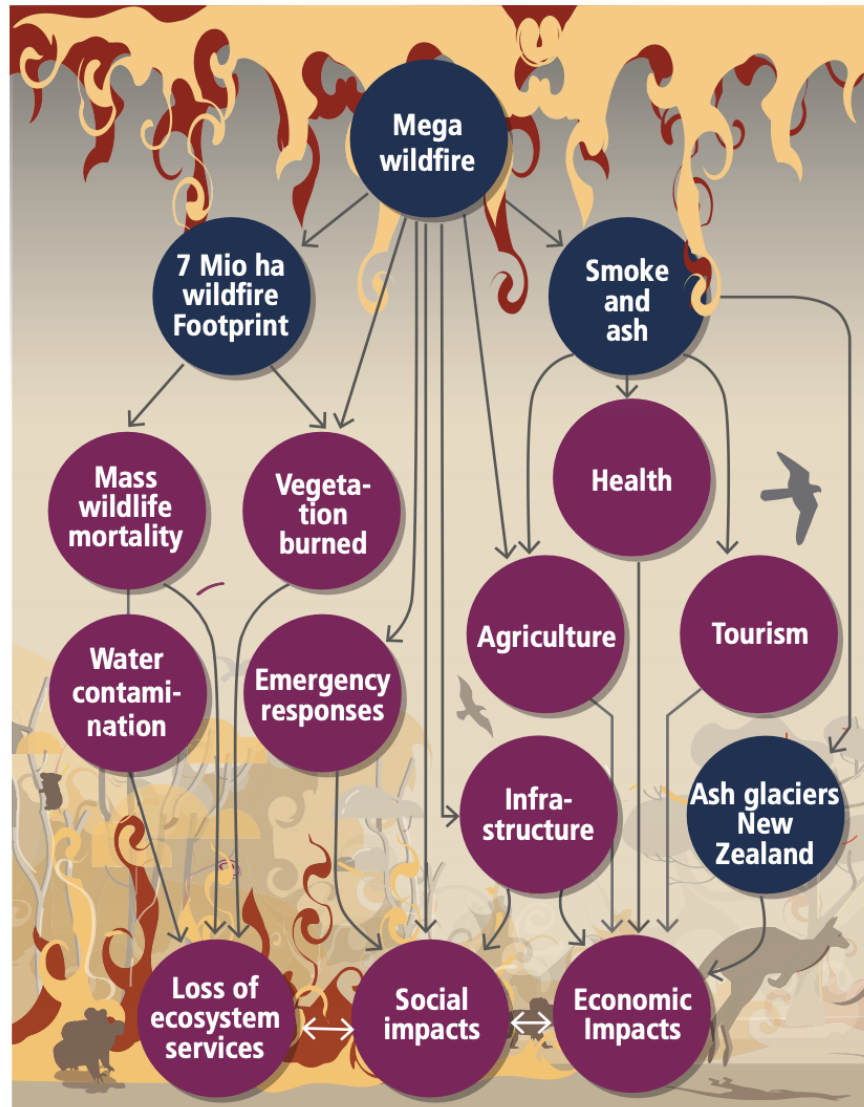 Mega
wildfire
7 Mio ha
wildfire
Footprint
Smoke
and
ash
Mass
wildlife
mortality
Vegeta-
tion
burned
Health
Agriculture
Tourism
Water
contami-
nation
Emergency
responses
Infra-
structure
Ash glaciers
New
Zealand
Loss of
ecosystem
services
Social
impacts
Economic
Impacts